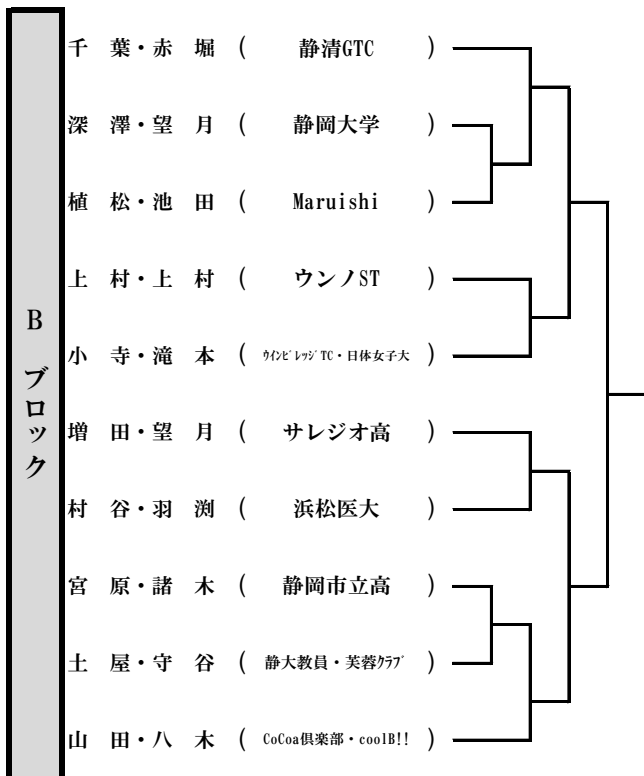 B ブロック
千 葉・赤 堀 ( 静清GTC )
深 澤・望 月 ( 静岡大学 )
植 松・池 田 ( Maruishi )
上 村・上 村 ( ウンノST )
小 寺・滝 本 ( ｳｲﾝﾋﾞﾚｯｼﾞTC・日体女子大 )
増 田・望 月 ( サレジオ高 )
村 谷・羽 渕 ( 浜松医大 )
宮 原・諸 木 ( 静岡市立高 )
土 屋・守 谷 ( 静大教員・芙蓉ｸﾗﾌﾞ )
山 田・八 木 ( CoCoa倶楽部・coolB!! )